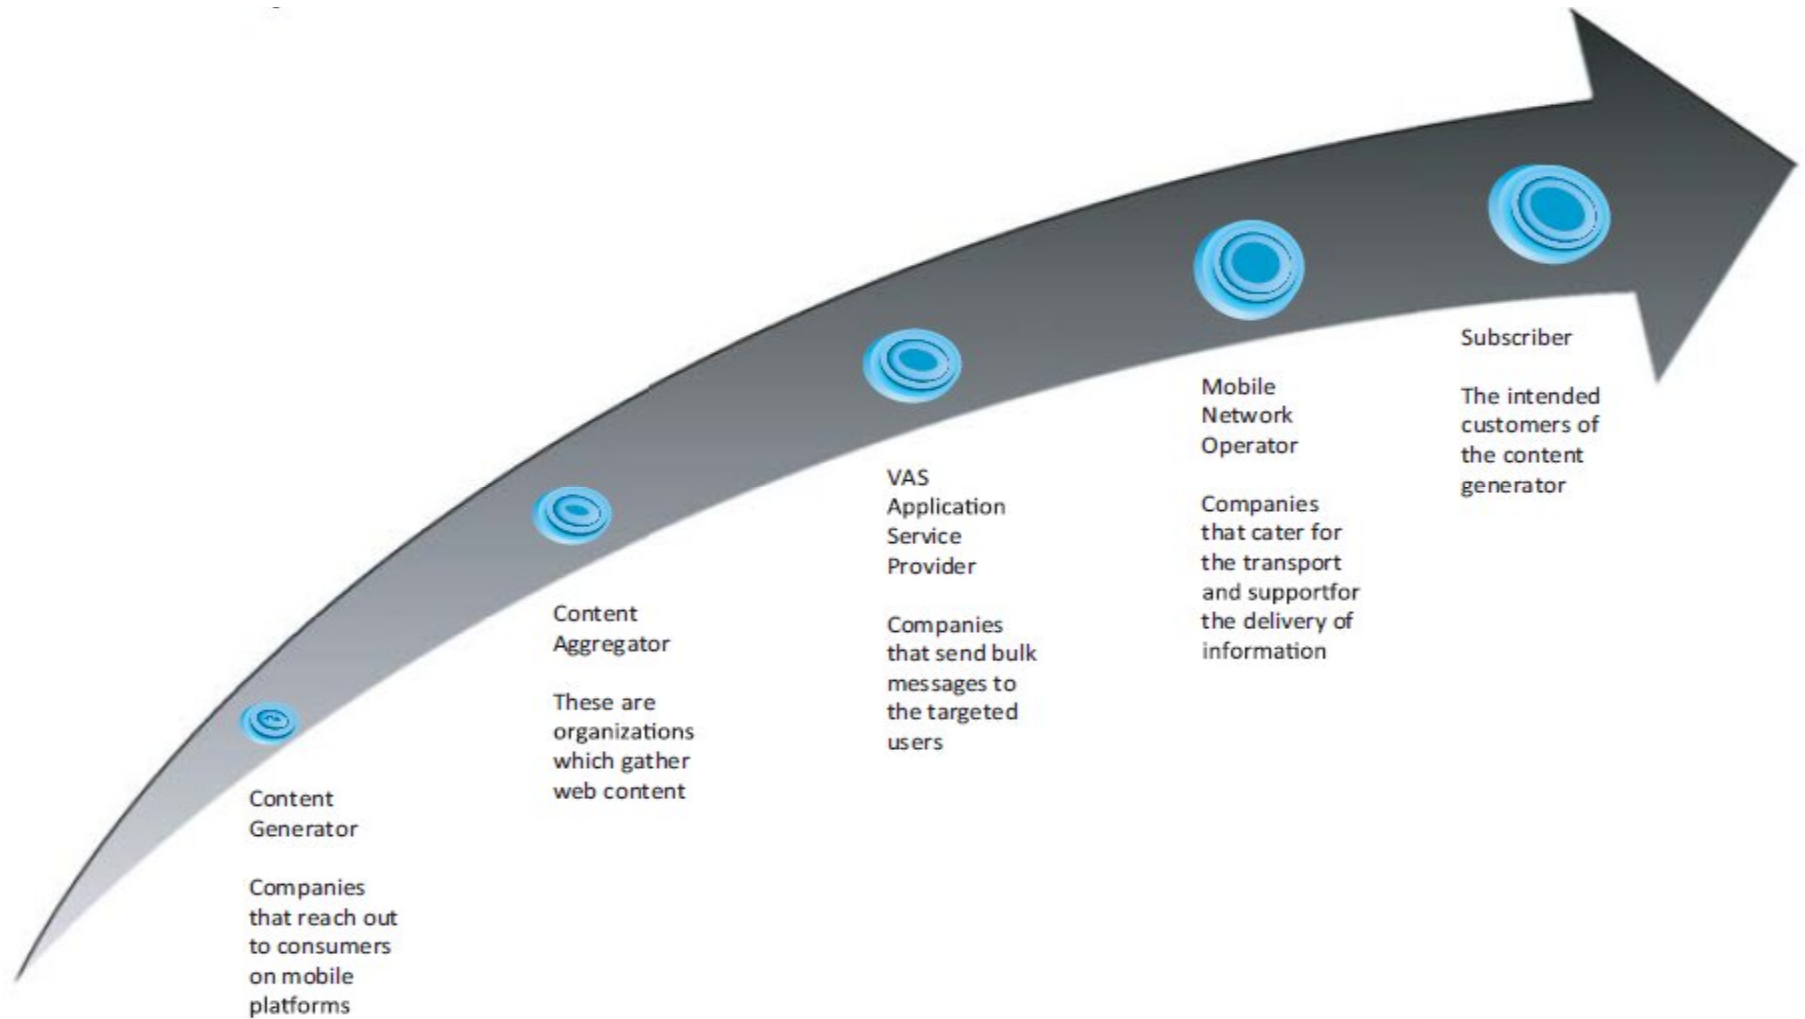 Content
Generator
Companies
that reach out
to consumers
on mobile
platforms
Content
Aggregator
These are
organizations
which gather
web content
VAS
Application
Service
Provider
Companies
that send bulk
messages to
the targeted
users
Mobile
Network
Operator
Companies
that cater for
the transport
and supportfor
the delivery of
information
Subscriber
The intended
customers of
the content
generator